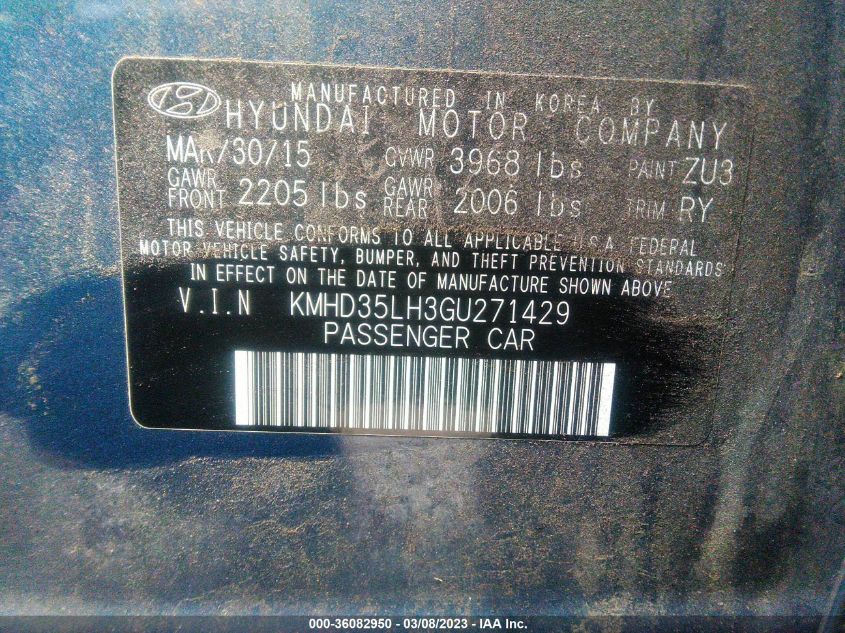 MANUFACTURED IN KOREA BY
HYUNDAI MOTOR COMPANY
MAR/30/15 GVWR 3968 lbs PAINT ZU3
GAWR FRONT 2205 lbs GAWR REAR 2006 lbs TRIM RY
THIS VEHICLE CONFORMS TO ALL APPLICABLE U.S.A. FEDERAL
MOTOR VEHICLE SAFETY, BUMPER, AND THEFT PREVENTION STANDARDS
IN EFFECT ON THE DATE OF MANUFACTURE SHOWN ABOVE
V.I.N KMHD35LH3GU271429
PASSENGER CAR
000-36082950 - 03/08/2023 - IAA Inc.